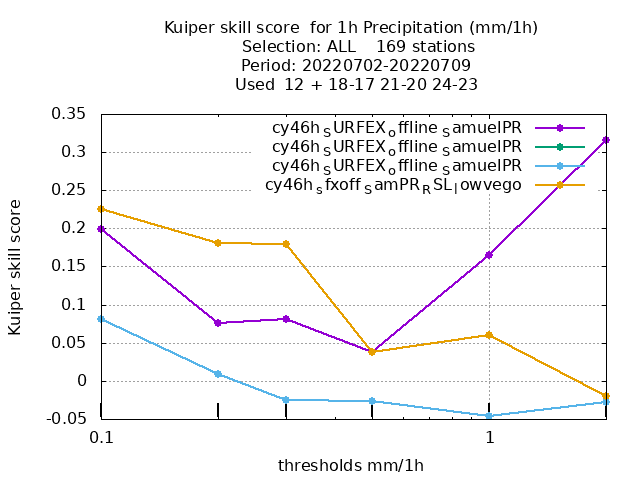 Kuiper skill score  for 1h Precipitation (mm/1h)
Selection: ALL    169 stations
Period: 20220702-20220709
Used  12 + 18-17 21-20 24-23
cy46h_SURFEX_offline_SamuelPR
cy46h_SURFEX_offline_SamuelPR
cy46h_SURFEX_offline_SamuelPR
cy46h_sfxoff_SamPR_RSL_lowvego
0.35
0.3
0.25
0.2
0.15
0.1
0.05
0
-0.05
Kuiper skill score
0.1
1
thresholds mm/1h